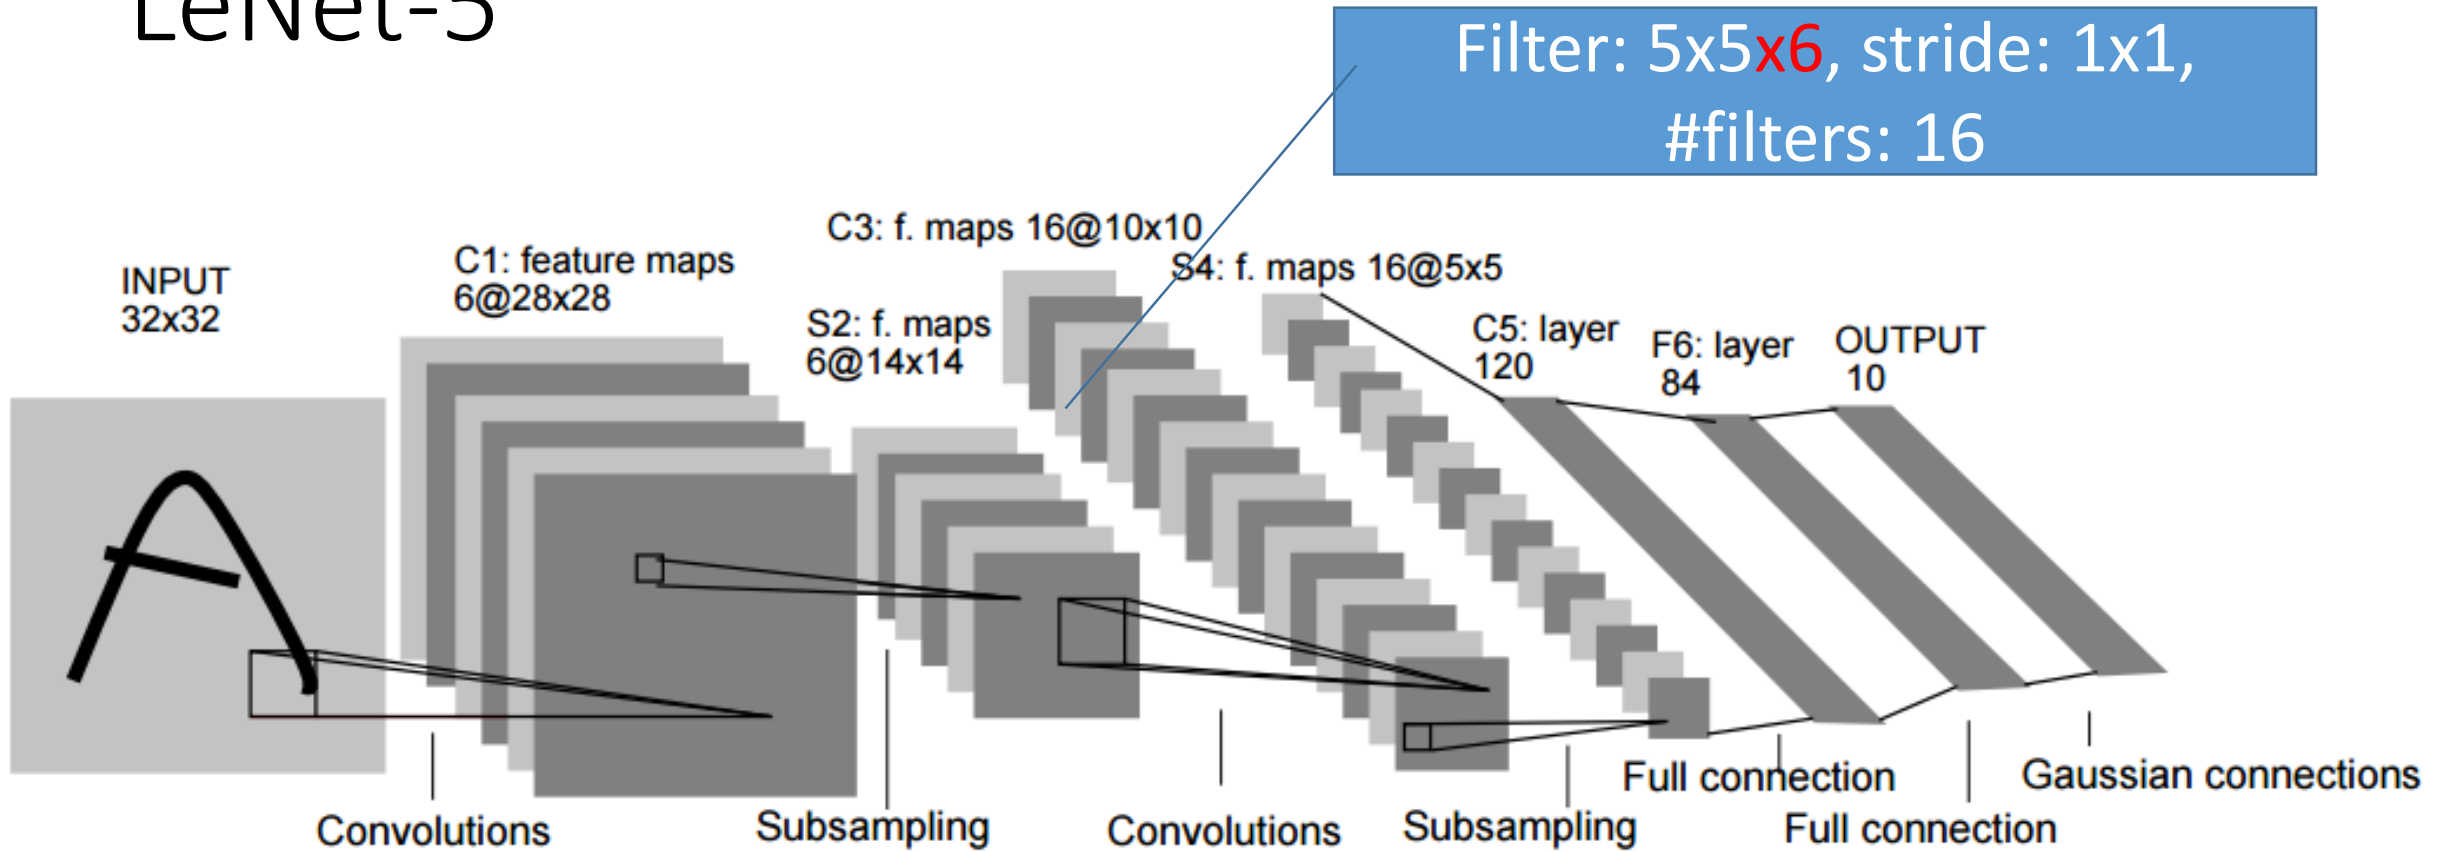 LeNet-5
Filter: 5x5x6, stride: 1x1,
#filters: 16
C3: f. maps 16@10x10
INPUT
32x32
C1: feature maps
6@28x28
S4: f. maps 16@5x5
S2: f. maps
6@14x14
C5: layer
120
F6: layer
84
OUTPUT
10
Convolutions
Subsampling
Convolutions
Subsampling
Full connection
Full connection
Gaussian connections